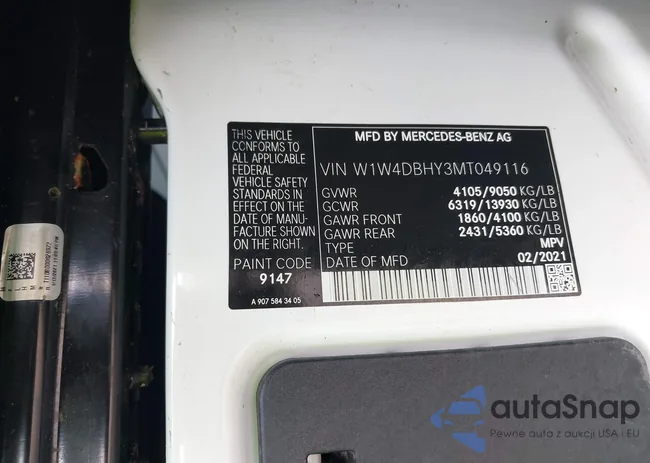 THIS VEHICLE
CONFORMS TO
ALL APPLICABLE
FEDERAL
VEHICLE SAFETY
STANDARDS IN
EFFECT ON THE
DATE OF MANU-
FACTURE SHOWN
ON THE RIGHT.
PAINT CODE
9147
MFD BY MERCEDES-BENZ AG
VIN W1W4DBHY3MT049116
GVWR 4105/9050 KG/LB
GCWR 6319/13930 KG/LB
GAWR FRONT 1860/4100 KG/LB
GAWR REAR 2431/5360 KG/LB
TYPE MPV
DATE OF MFD 02/2021
A 907 584 34 05
autaSnap
Pewne auta z aukcji USA i EU